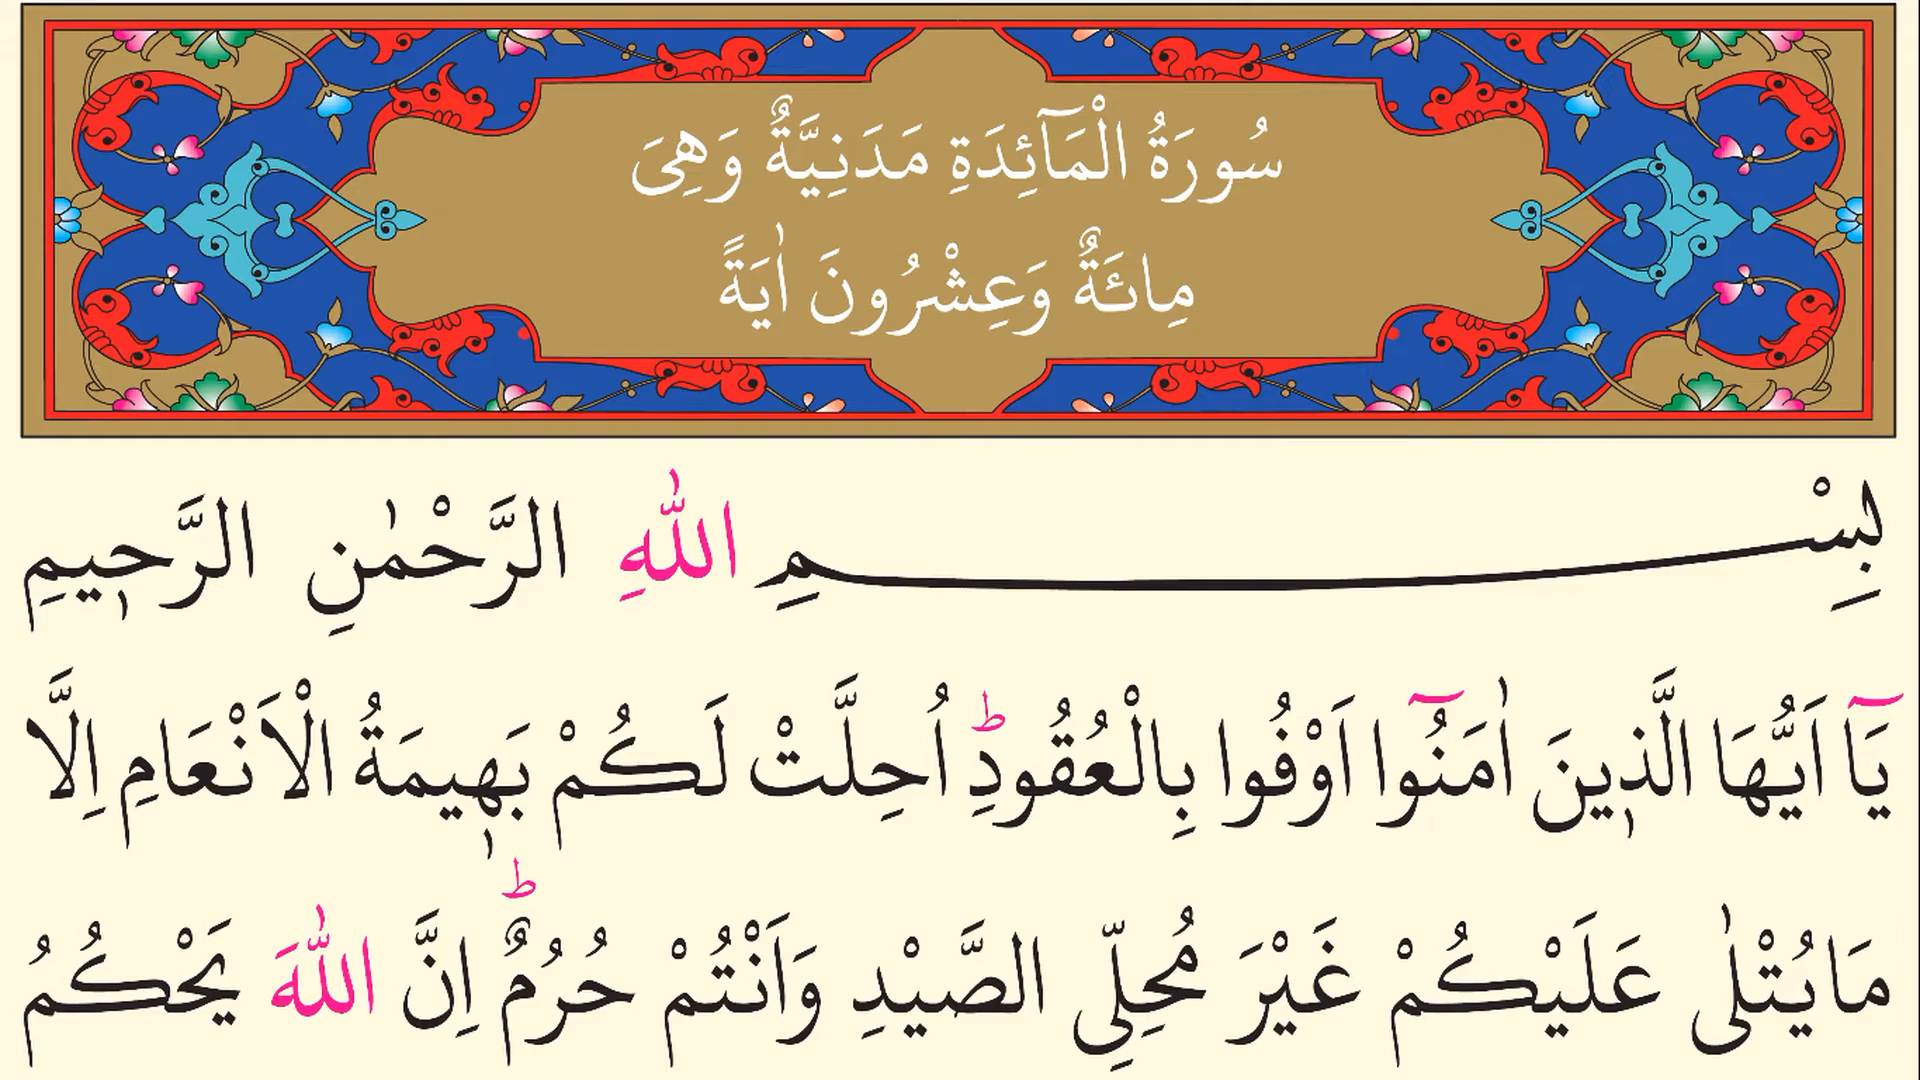 سُورَةُ الْمَآئِدَةِ مَدَنِيَّةٌ وَهِىَ
مِائَةٌ وَعِشْرُونَ اٰيَةً
بِسْمِ اللّٰهِ الرَّحْمٰنِ الرَّح۪يمِ
يَٓا اَيُّهَا الَّذ۪ينَ اٰمَنُٓوا اَوْفُوا بِالْعُقُودِۜ اُحِلَّتْ لَكُمْ بَه۪يمَةُ الْاَنْعَامِ اِلَّا
مَا يُتْلٰى عَلَيْكُمْ غَيْرَ مُحِلِّي الصَّيْدِ وَاَنْتُمْ حُرُمٌۜ اِنَّ اللّٰهَ يَحْكُمُ